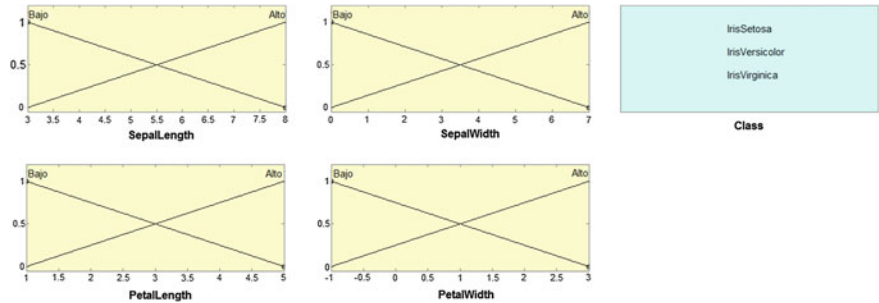 Bajo Alto
1
0.5
0
3 3.5 4 4.5 5 5.5 6 6.5 7 7.5 8
SepalLength
Bajo Alto
1
0.5
0
0 1 2 3 4 5 6 7
SepalWidth
IrisSetosa
IrisVersicolor
IrisVirginica
Class
Bajo Alto
1
0.5
0
1 1.5 2 2.5 3 3.5 4 4.5 5
PetalLength
Bajo Alto
1
0.5
0
-1 -0.5 0 0.5 1 1.5 2 2.5 3
PetalWidth